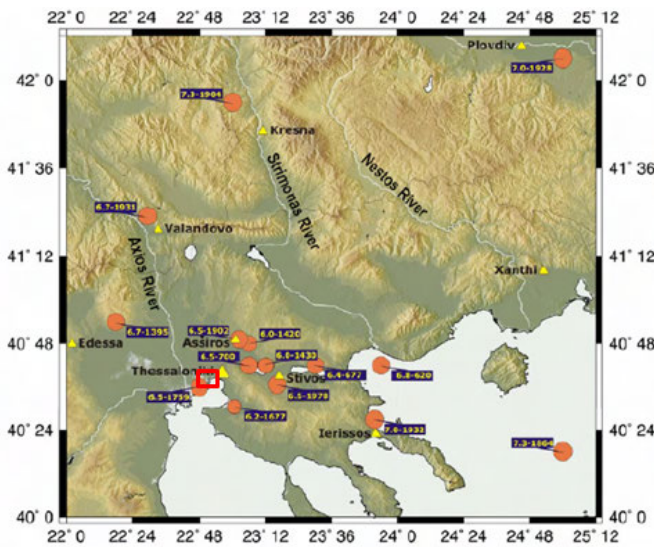 22° 0' 22° 24' 22° 48' 23° 12' 23° 36' 24° 0' 24° 24' 24° 48' 25° 12'
Plovdiv
42° 0' 42° 0'
7.0-1928
7.3-1904
Kresna
41° 36' 41° 36'
Strimonas River
Nestos River
6.7-1931
Valandovo
Axios River
41° 12' 41° 12'
Xanthi
6.7-1395
6.5-1902
6.0-1420
40° 48' 40° 48'
Edessa
Assiros
6.5-700
6.0-1430
Thessaloniki
Stivos
6.4-677
6.8-620
6.5-1759
6.5-1978
6.2-1677
40° 24' 40° 24'
Ierissos
7.0-1932
40° 0' 40° 0'
22° 0' 22° 24' 22° 48' 23° 12' 23° 36' 24° 0' 24° 24' 24° 48' 25° 12'